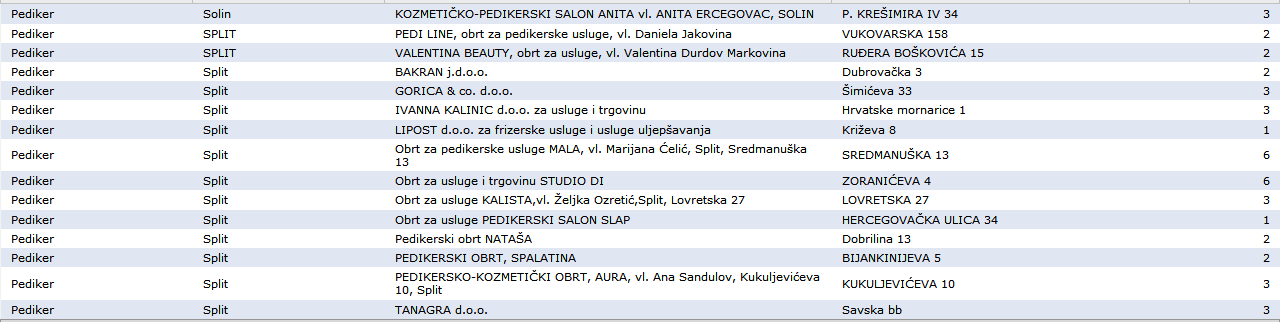 Pediker Solin KOZMETIČKO-PEDIKERSKI SALON ANITA vl. ANITA ERCEGOVAC, SOLIN P. KREŠIMIRA IV 34 3
Pediker SPLIT PEDI LINE, obrt za pedikerske usluge, vl. Daniela Jakovina VUKOVARSKA 158 2
Pediker SPLIT VALENTINA BEAUTY, obrt za usluge, vl. Valentina Durdov Markovina RUĐERA BOŠKOVIĆA 15 2
Pediker Split BAKRAN j.d.o.o. Dubrovačka 3 2
Pediker Split GORICA & co. d.o.o. Šimićeva 33 3
Pediker Split IVANNA KALINIC d.o.o. za usluge i trgovinu Hrvatske mornarice 1 3
Pediker Split LIPOST d.o.o. za frizerske usluge i usluge uljepšavanja Križeva 8 1
Pediker Split Obrt za pedikerske usluge MALA, vl. Marijana Ćelić, Split, Sredmanuška
13 SREDMANUŠKA 13 6
Pediker Split Obrt za usluge i trgovinu STUDIO DI ZORANIĆEVA 4 6
Pediker Split Obrt za usluge KALISTA,vl. Željka Ozretić,Split, Lovretska 27 LOVRETSKA 27 3
Pediker Split Obrt za usluge PEDIKERSKI SALON SLAP HERCEGOVAČKA ULICA 34 1
Pediker Split Pedikerski obrt NATAŠA Dobrilina 13 2
Pediker Split PEDIKERSKI OBRT, SPALATINA BIJANKINIJEVA 5 2
Pediker Split PEDIKERSKO-KOZMETIČKI OBRT, AURA, vl. Ana Sandulov, Kukuljevićeva
10, Split KUKULJEVIĆEVA 10 3
Pediker Split TANAGRA d.o.o. Savska bb 3